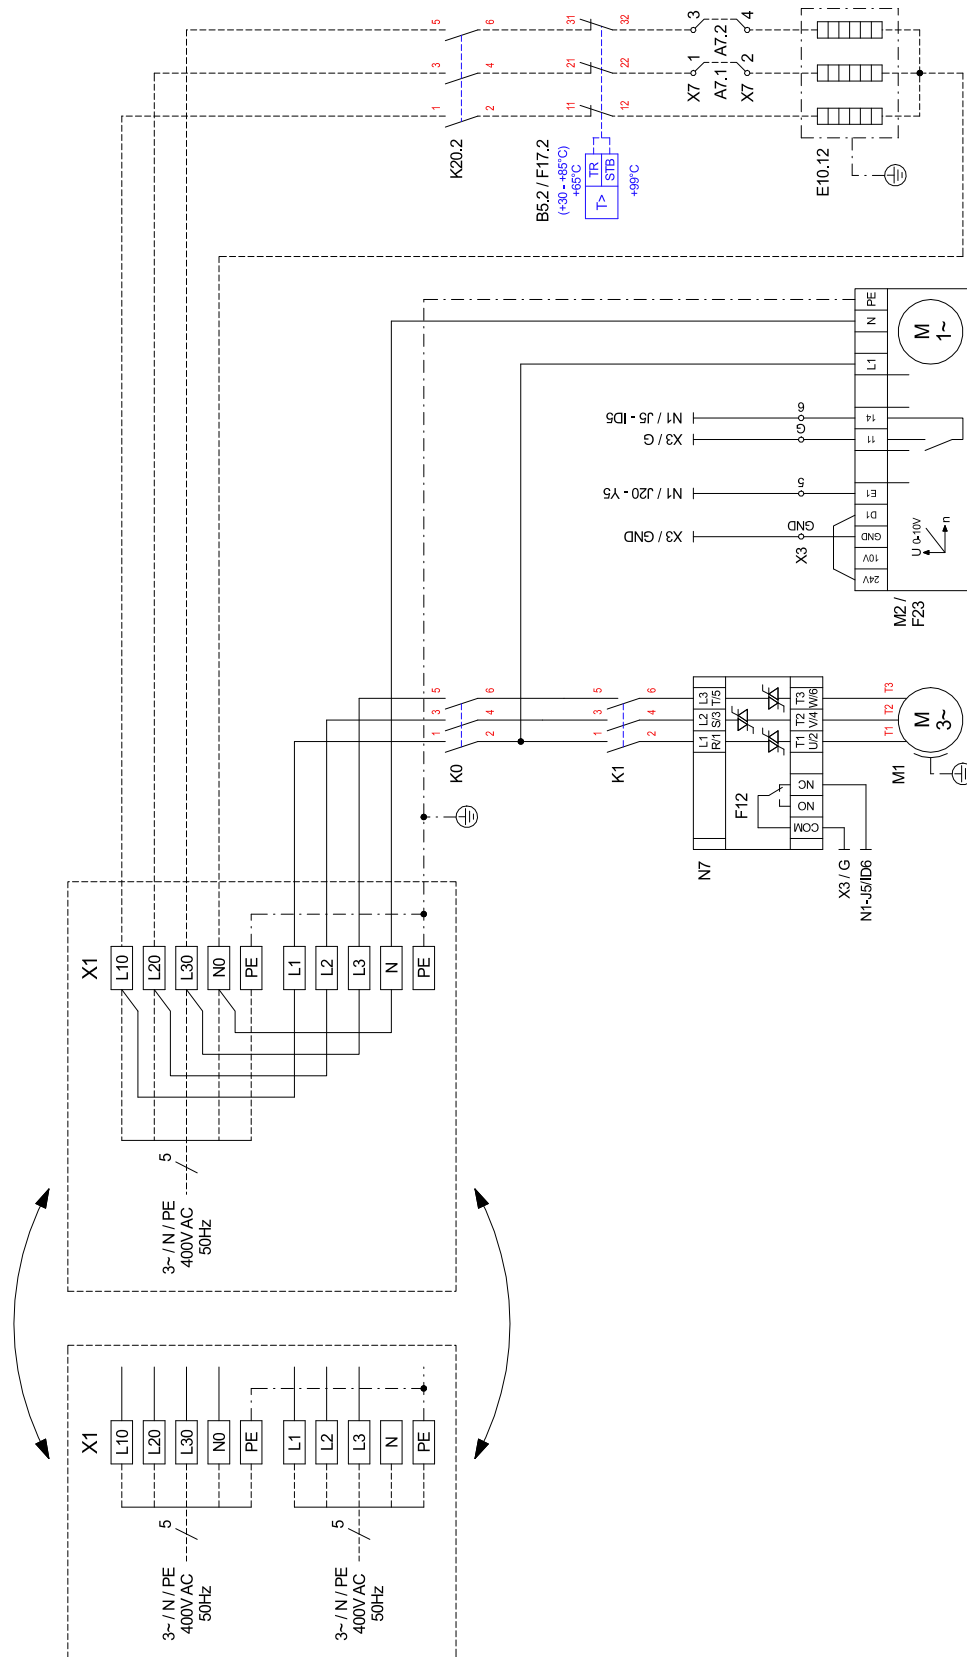 5
6
31
32
3
A7.2
4
3
4
21
22
X7
1
A7.1
X7
2
1
2
11
12
K20.2
B5.2 / F17.2
(+30 - +85°C)
+65°C
TR
STB
T>
+99°C
E10.12
PE
N
L1
M
1~
N1 / J5 - ID5
6
14
X3 / G
G
11
N1 / J20 - Y5
5
E1
D1
X3 / GND
GND
X3
GND
10V
24V
U 0-10V
n
M2 /
F23
5
6
5
6
L3
T/5
T3
W/6
T3
3
4
3
4
L2
S/3
T2
V/4
T2
1
2
1
2
L1
R/1
T1
U/2
T1
M
3~
K0
K1
M1
F12
NC
NO
COM
N7
X3 / G
N1-J5/ID6
X1
L10
L20
L30
N0
PE
L1
L2
L3
N
PE
5
3~ / N / PE
400V AC
50Hz
X1
L10
L20
L30
N0
PE
L1
L2
L3
N
PE
5
3~ / N / PE
400V AC
50Hz
5
3~ / N / PE
400V AC
50Hz